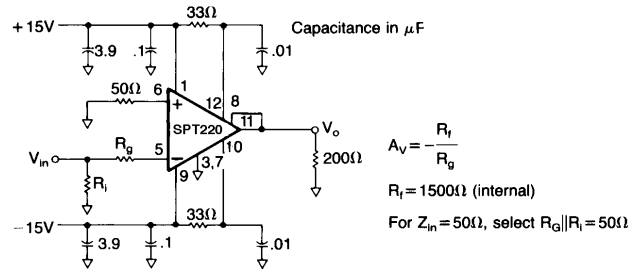 +15V
33Ω
Capacitance in μF
3.9
.1
.01
50Ω
6
1
12
8
+
SPT220
11
Vo
Vin
Rg
5
−
3,7
10
9
200Ω
Ri
Av = − Rf / Rg
Rf = 1500Ω (internal)
For Zin = 50Ω, select RG||Ri = 50Ω
−15V
33Ω
3.9
.1
.01